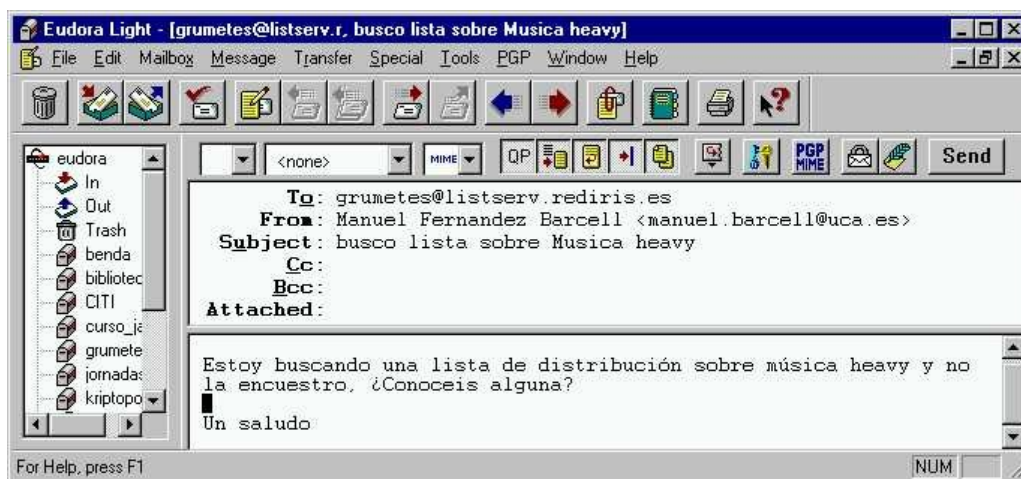 Eudora Light - [grumetes@listserv.r, busco lista sobre Musica heavy]
File Edit Mailbox Message Transfer Special Tools PGP Window Help
<none> MIME QP PGP MIME Send
eudora
In
Out
Trash
benda
bibliotec
CITI
curso_ja
grumete
jornadas
kriptopo
To: grumetes@listserv.rediris.es
From: Manuel Fernandez Barcell <manuel.barcell@uca.es>
Subject: busco lista sobre Musica heavy
Cc:
Bcc:
Attached:
Estoy buscando una lista de distribución sobre música heavy y no
la encuestro, ¿Conoceis alguna?
Un saludo
For Help, press F1
NUM